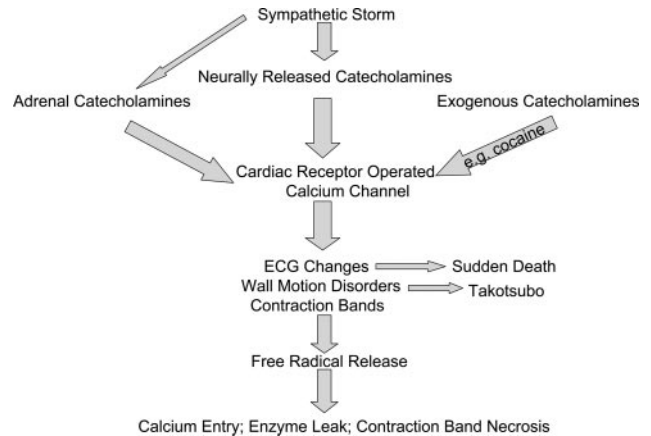 Sympathetic Storm
Neurally Released Catecholamines
Adrenal Catecholamines
Exogenous Catecholamines
e.g. cocaine
Cardiac Receptor Operated
Calcium Channel
ECG Changes
Sudden Death
Wall Motion Disorders
Takotsubo
Contraction Bands
Free Radical Release
Calcium Entry; Enzyme Leak; Contraction Band Necrosis